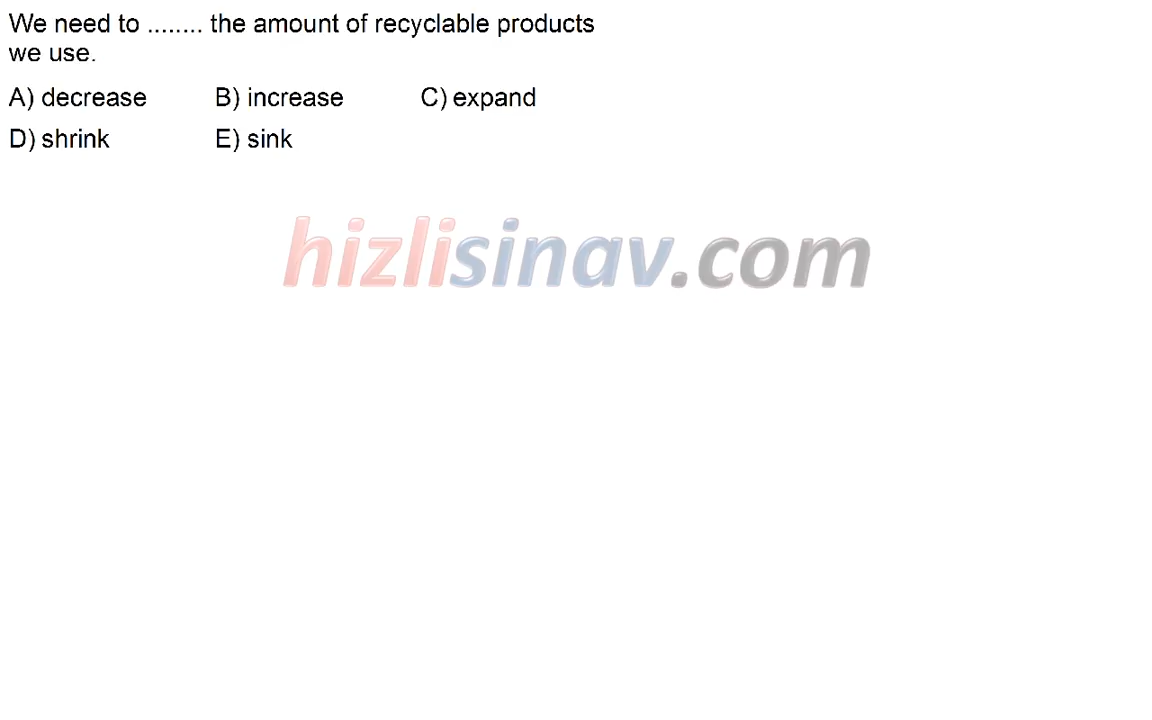 We need to ........ the amount of recyclable products
we use.
A) decrease B) increase C) expand
D) shrink E) sink
hizlisinav.com